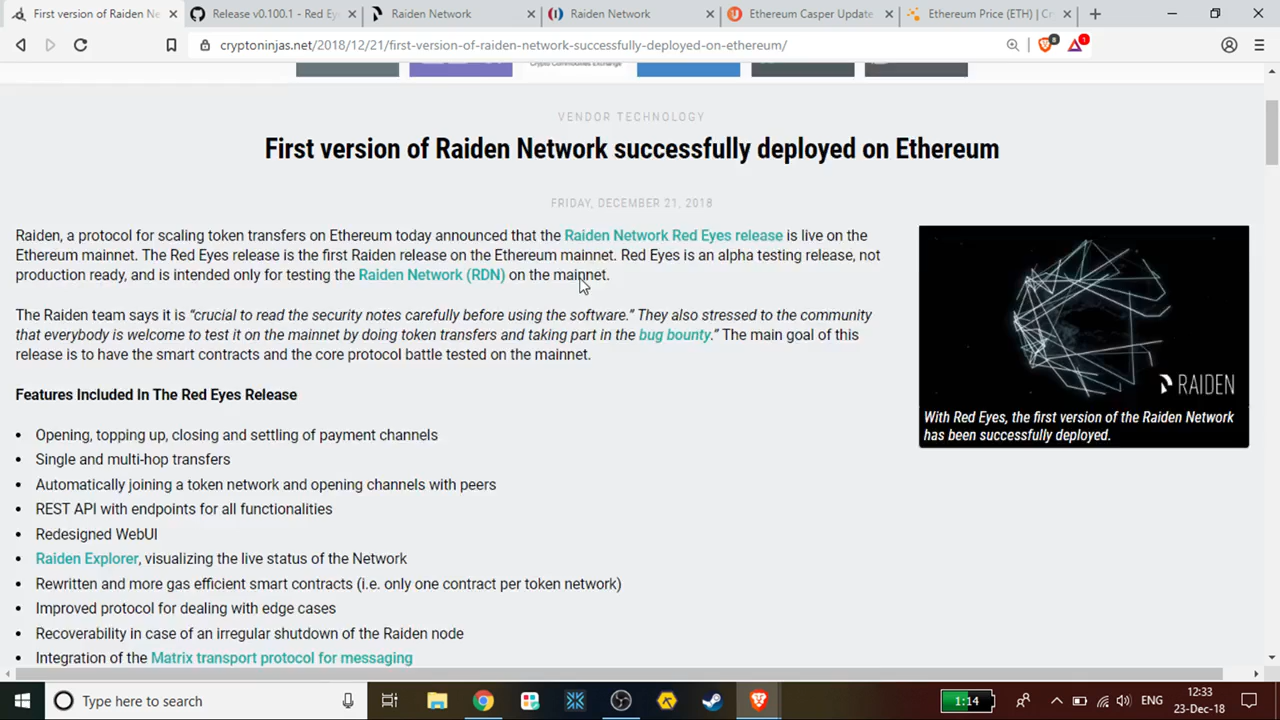 First version of Raiden Ne
Release v0.100.1 - Red Ey
Raiden Network
Raiden Network
Ethereum Casper Update
Ethereum Price (ETH) | Cr
cryptoninjas.net/2018/12/21/first-version-of-raiden-network-successfully-deployed-on-ethereum/
8
1
Crypto Commodities Exchange
VENDOR TECHNOLOGY
First version of Raiden Network successfully deployed on Ethereum
FRIDAY, DECEMBER 21, 2018
Raiden, a protocol for scaling token transfers on Ethereum today announced that the Raiden Network Red Eyes release is live on the
Ethereum mainnet. The Red Eyes release is the first Raiden release on the Ethereum mainnet. Red Eyes is an alpha testing release, not
production ready, and is intended only for testing the Raiden Network (RDN) on the mainnet.
The Raiden team says it is “crucial to read the security notes carefully before using the software.” They also stressed to the community
that everybody is welcome to test it on the mainnet by doing token transfers and taking part in the bug bounty.” The main goal of this
release is to have the smart contracts and the core protocol battle tested on the mainnet.
Features Included In The Red Eyes Release
• Opening, topping up, closing and settling of payment channels
• Single and multi-hop transfers
• Automatically joining a token network and opening channels with peers
• REST API with endpoints for all functionalities
• Redesigned WebUI
• Raiden Explorer, visualizing the live status of the Network
• Rewritten and more gas efficient smart contracts (i.e. only one contract per token network)
• Improved protocol for dealing with edge cases
• Recoverability in case of an irregular shutdown of the Raiden node
• Integration of the Matrix transport protocol for messaging
RAIDEN
With Red Eyes, the first version of the Raiden Network
has been successfully deployed.
Type here to search
1:14
ENG
12:33
23-Dec-18